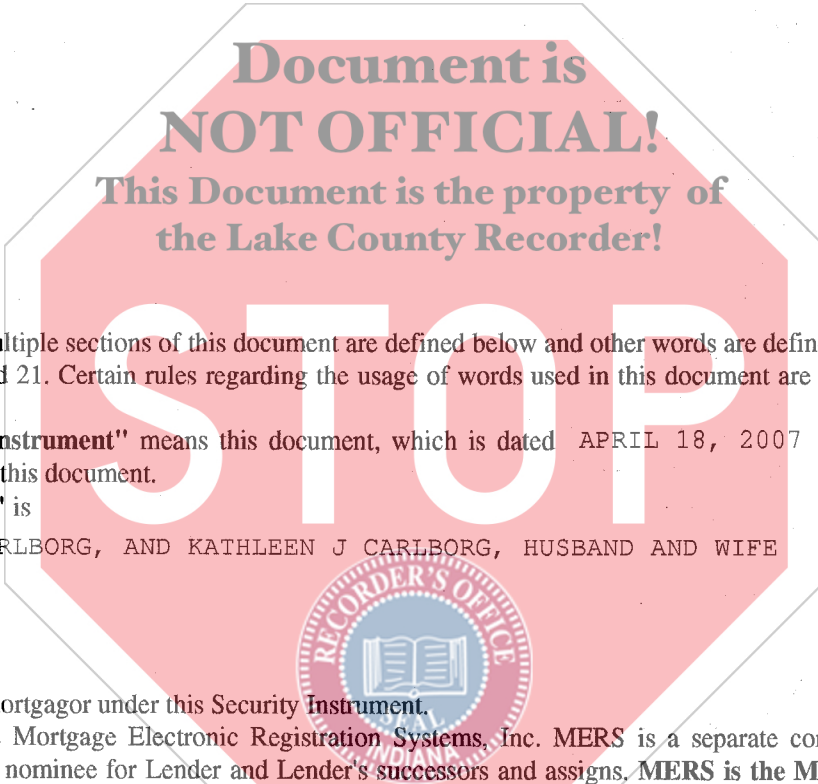 Document is
NOT OFFICIAL!
This Document is the property of
the Lake County Recorder!
STOP
ltiple sections of this document are defined below and other words are defin
d 21. Certain rules regarding the usage of words used in this document are
nstrument" means this document, which is dated APRIL 18, 2007
this document.
" is
RLBORG, AND KATHLEEN J CARLBORG, HUSBAND AND WIFE
RECORDER'S OFFICE
SEAL
INDIANA
ortgagor under this Security Instrument.
Mortgage Electronic Registration Systems, Inc. MERS is a separate cor
nominee for Lender and Lender's successors and assigns. MERS is the M